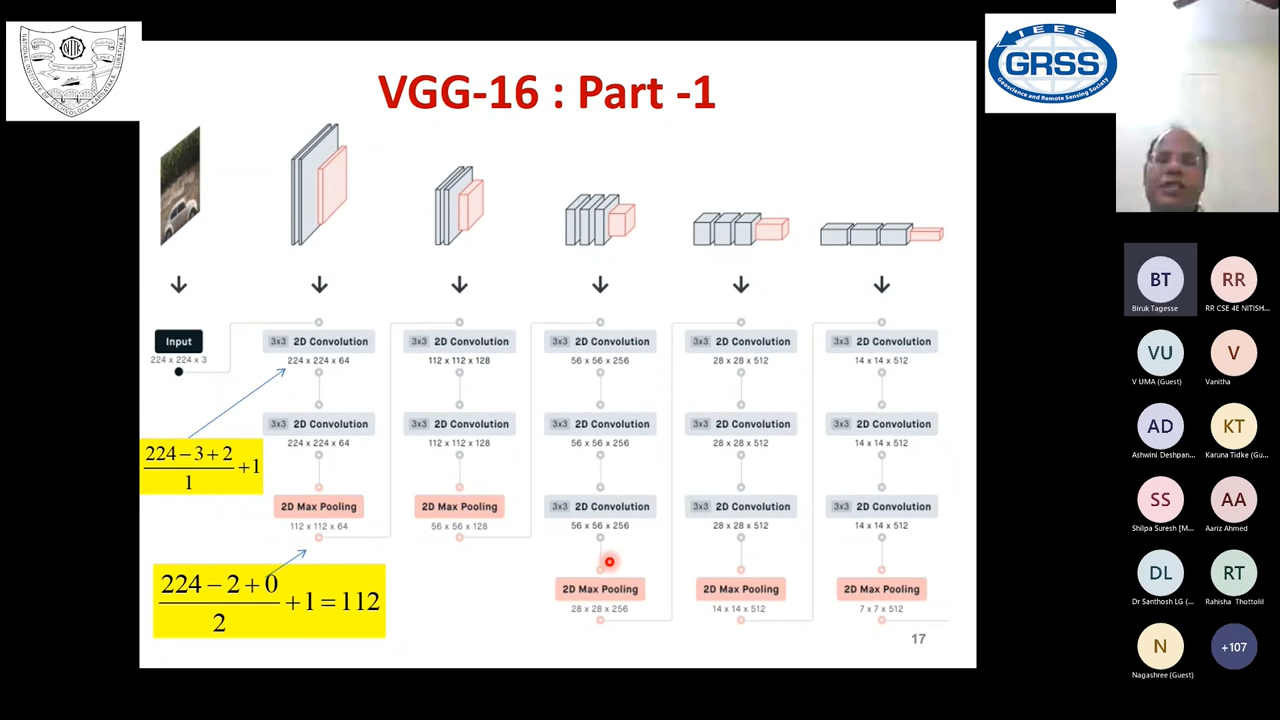 VGG-16 : Part -1
IEEE
GRSS
Geoscience and Remote Sensing Society
Input
224 x 224 x 3
3x3 2D Convolution
224 x 224 x 64
3x3 2D Convolution
224 x 224 x 64
2D Max Pooling
112 x 112 x 64
3x3 2D Convolution
112 x 112 x 128
3x3 2D Convolution
112 x 112 x 128
2D Max Pooling
56 x 56 x 128
3x3 2D Convolution
56 x 56 x 256
3x3 2D Convolution
56 x 56 x 256
3x3 2D Convolution
56 x 56 x 256
2D Max Pooling
28 x 28 x 256
3x3 2D Convolution
28 x 28 x 512
3x3 2D Convolution
28 x 28 x 512
3x3 2D Convolution
28 x 28 x 512
2D Max Pooling
14 x 14 x 512
3x3 2D Convolution
14 x 14 x 512
3x3 2D Convolution
14 x 14 x 512
3x3 2D Convolution
14 x 14 x 512
2D Max Pooling
7 x 7 x 512
224 – 3 + 2
+1
1
224 – 2 + 0
+1 = 112
2
17
BT
Biruk Tagesse
RR
RR CSE 4E NITISH...
VU
V UMA (Guest)
V
Vanitha
AD
Ashwini Deshpan...
KT
Karuna Tidke (Gu...
SS
Shilpa Suresh [M...
AA
Aariz Ahmed
DL
Dr Santhosh LG (...
RT
Rahisha Thottolil
N
Nagashree (Guest)
+107